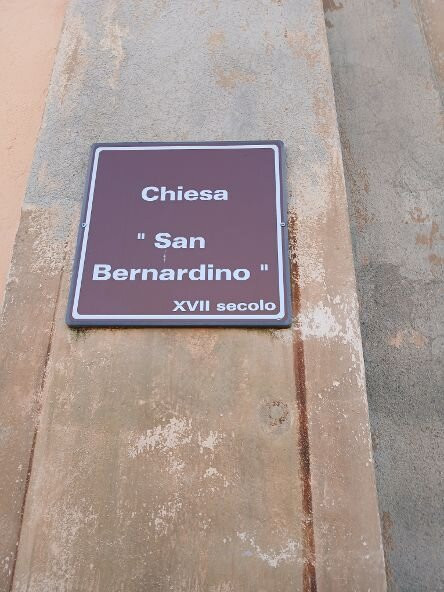 Chiesa
" San
Bernardino "
XVII secolo